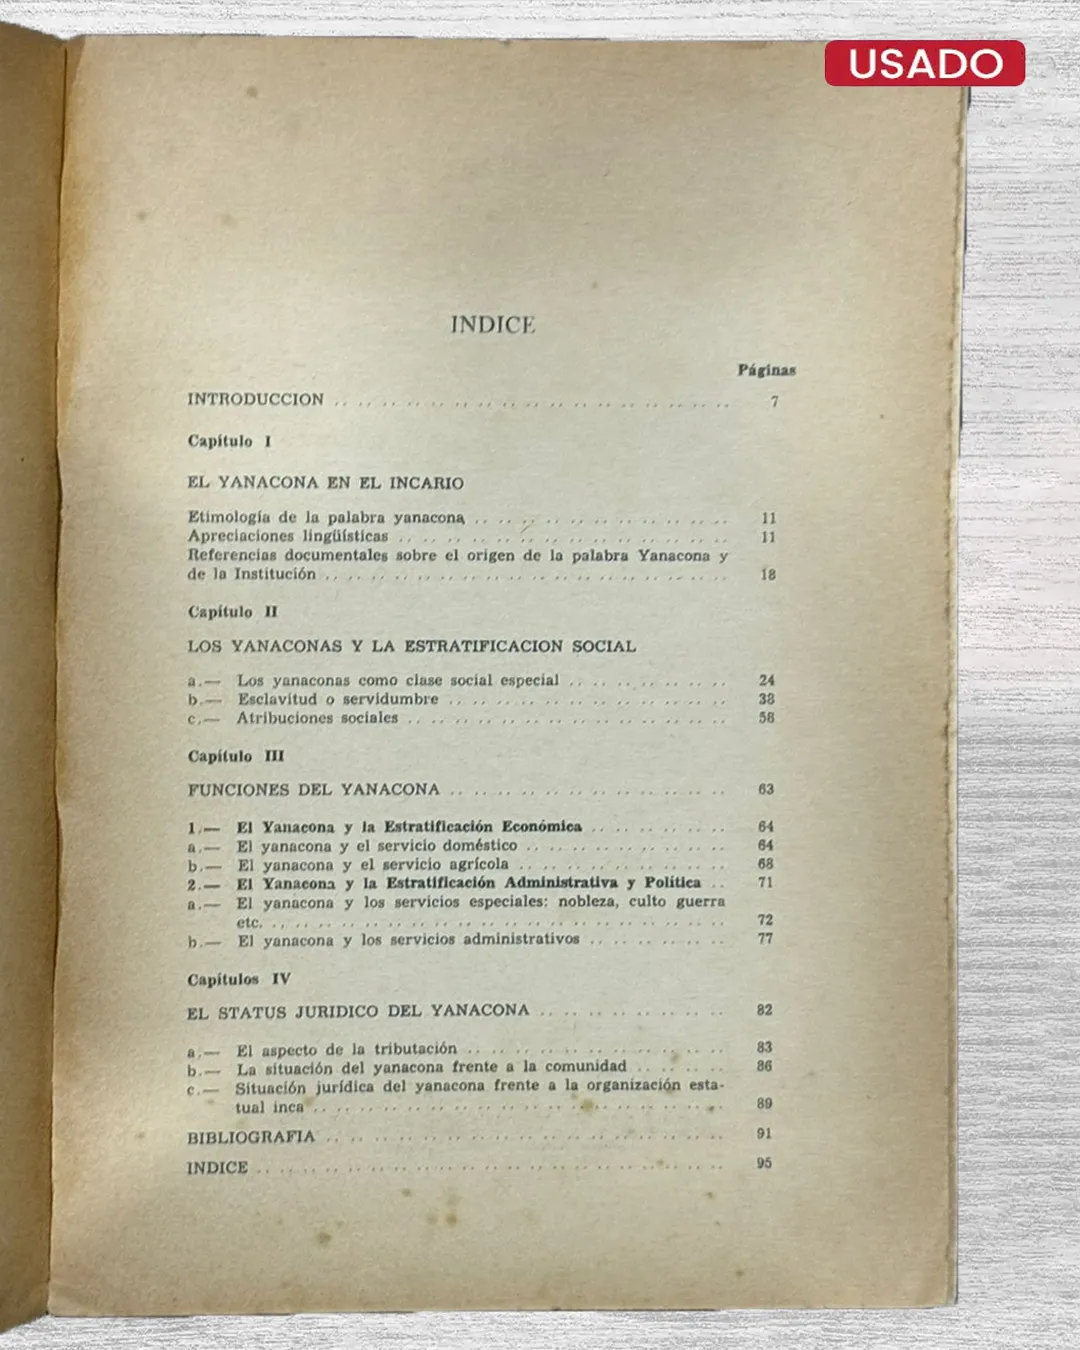 USADO
INDICE
Páginas
INTRODUCCION .. .. .. .. .. .. .. .. .. .. .. .. .. .. .. .. .. 7
Capítulo I
EL YANACONA EN EL INCARIO
Etimología de la palabra yanacona .. .. .. .. .. .. .. .. .. .. .. 11
Apreciaciones lingüísticas .. .. .. .. .. .. .. .. .. .. .. .. .. .. 11
Referencias documentales sobre el origen de la palabra Yanacona y
de la Institución .. .. .. .. .. .. .. .. .. .. .. .. .. .. .. .. .. 18
Capítulo II
LOS YANACONAS Y LA ESTRATIFICACION SOCIAL
a.— Los yanaconas como clase social especial .. .. .. .. .. .. .. 24
b.— Esclavitud o servidumbre .. .. .. .. .. .. .. .. .. .. .. .. 38
c.— Atribuciones sociales .. .. .. .. .. .. .. .. .. .. .. .. .. .. 58
Capítulo III
FUNCIONES DEL YANACONA .. .. .. .. .. .. .. .. .. .. .. .. 63
1.— El Yanacona y la Estratificación Económica .. .. .. .. .. .. 64
a.— El yanacona y el servicio doméstico .. .. .. .. .. .. .. .. .. 64
b.— El yanacona y el servicio agrícola .. .. .. .. .. .. .. .. .. 68
2.— El Yanacona y la Estratificación Administrativa y Política .. 71
a.— El yanacona y los servicios especiales: nobleza, culto guerra
etc. .. .. .. .. .. .. .. .. .. .. .. .. .. .. .. .. .. .. .. .. 72
b.— El yanacona y los servicios administrativos .. .. .. .. .. .. 77
Capítulos IV
EL STATUS JURIDICO DEL YANACONA .. .. .. .. .. .. .. .. 82
a.— El aspecto de la tributación .. .. .. .. .. .. .. .. .. .. .. 83
b.— La situación del yanacona frente a la comunidad .. .. .. .. 86
c.— Situación jurídica del yanacona frente a la organización esta-
tual inca .. .. .. .. .. .. .. .. .. .. .. .. .. .. .. .. .. .. 89
BIBLIOGRAFIA .. .. .. .. .. .. .. .. .. .. .. .. .. .. .. .. .. 91
INDICE .. .. .. .. .. .. .. .. .. .. .. .. .. .. .. .. .. .. .. .. 95